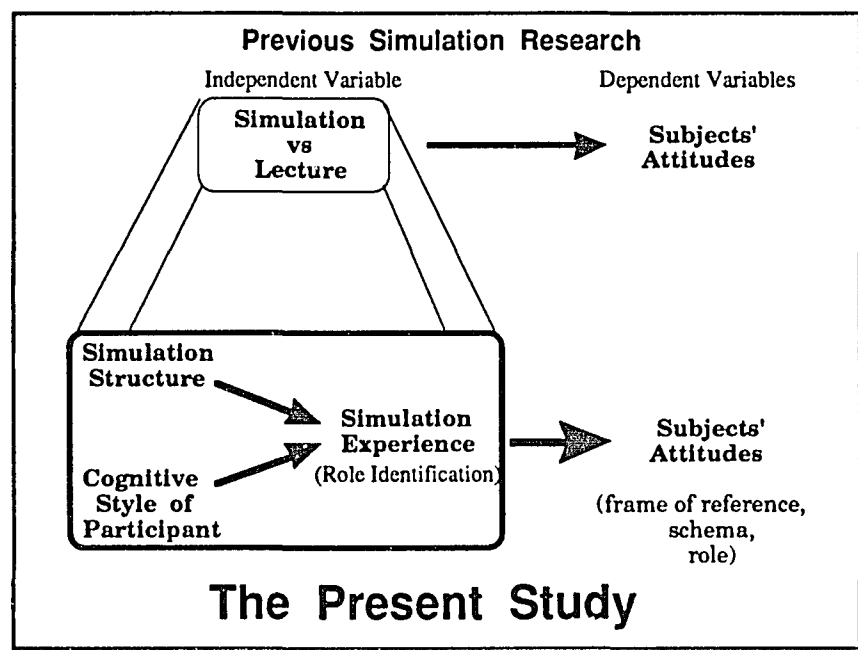 Previous Simulation Research
Independent Variable
Dependent Variables
Simulation
vs
Lecture
Subjects'
Attitudes
Simulation
Structure
Cognitive
Style of
Participant
Simulation
Experience
(Role Identification)
Subjects'
Attitudes
(frame of reference,
schema,
role)
The Present Study